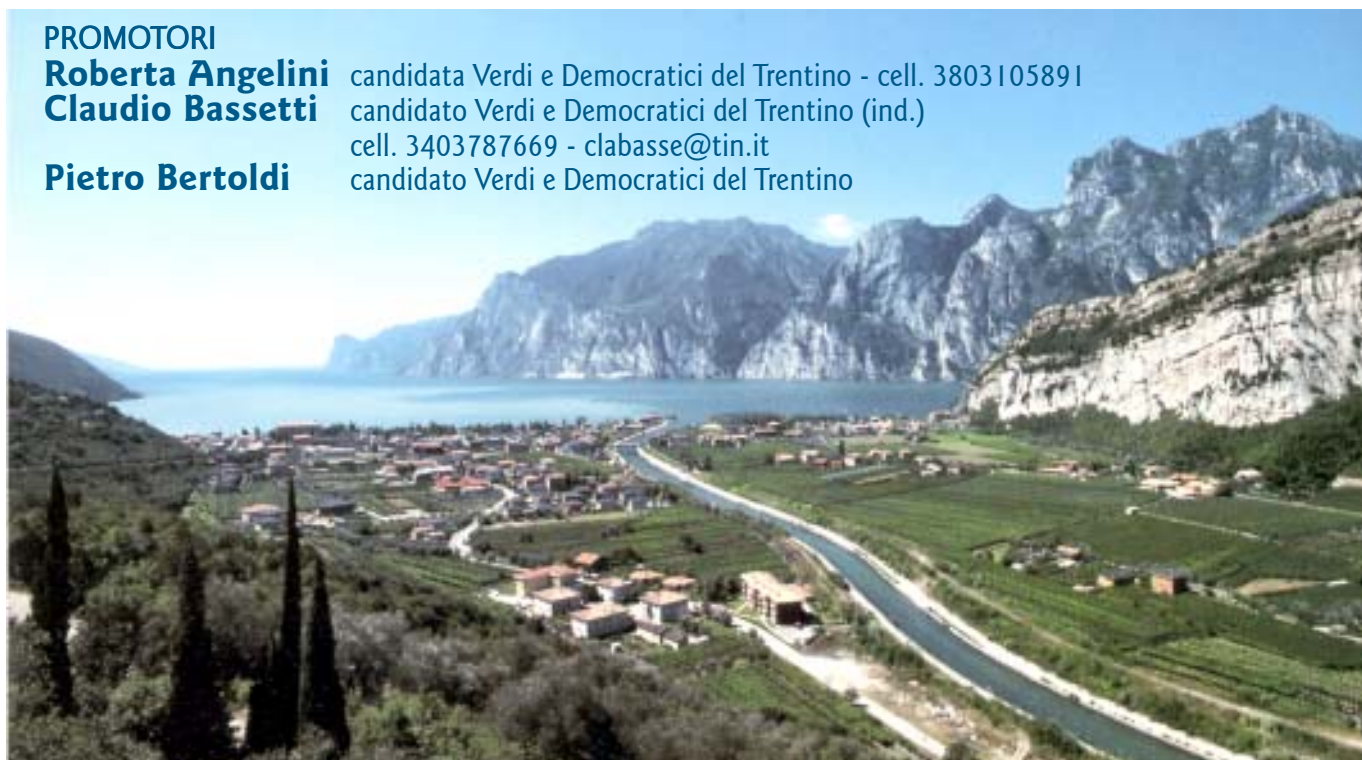 PROMOTORI
Roberta Angelini candidata Verdi e Democratici del Trentino - cell. 3803105891
Claudio Bassetti candidato Verdi e Democratici del Trentino (ind.)
cell. 3403787669 - clabasse@tin.it
Pietro Bertoldi candidato Verdi e Democratici del Trentino